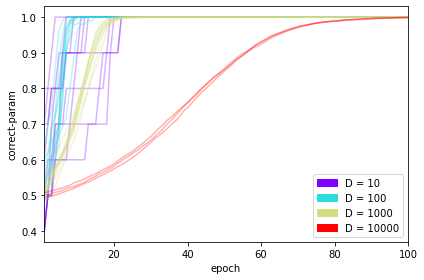 1.0
0.9
0.8
0.7
0.6
0.5
0.4
correct-param
20
40
60
80
100
epoch
D = 10
D = 100
D = 1000
D = 10000